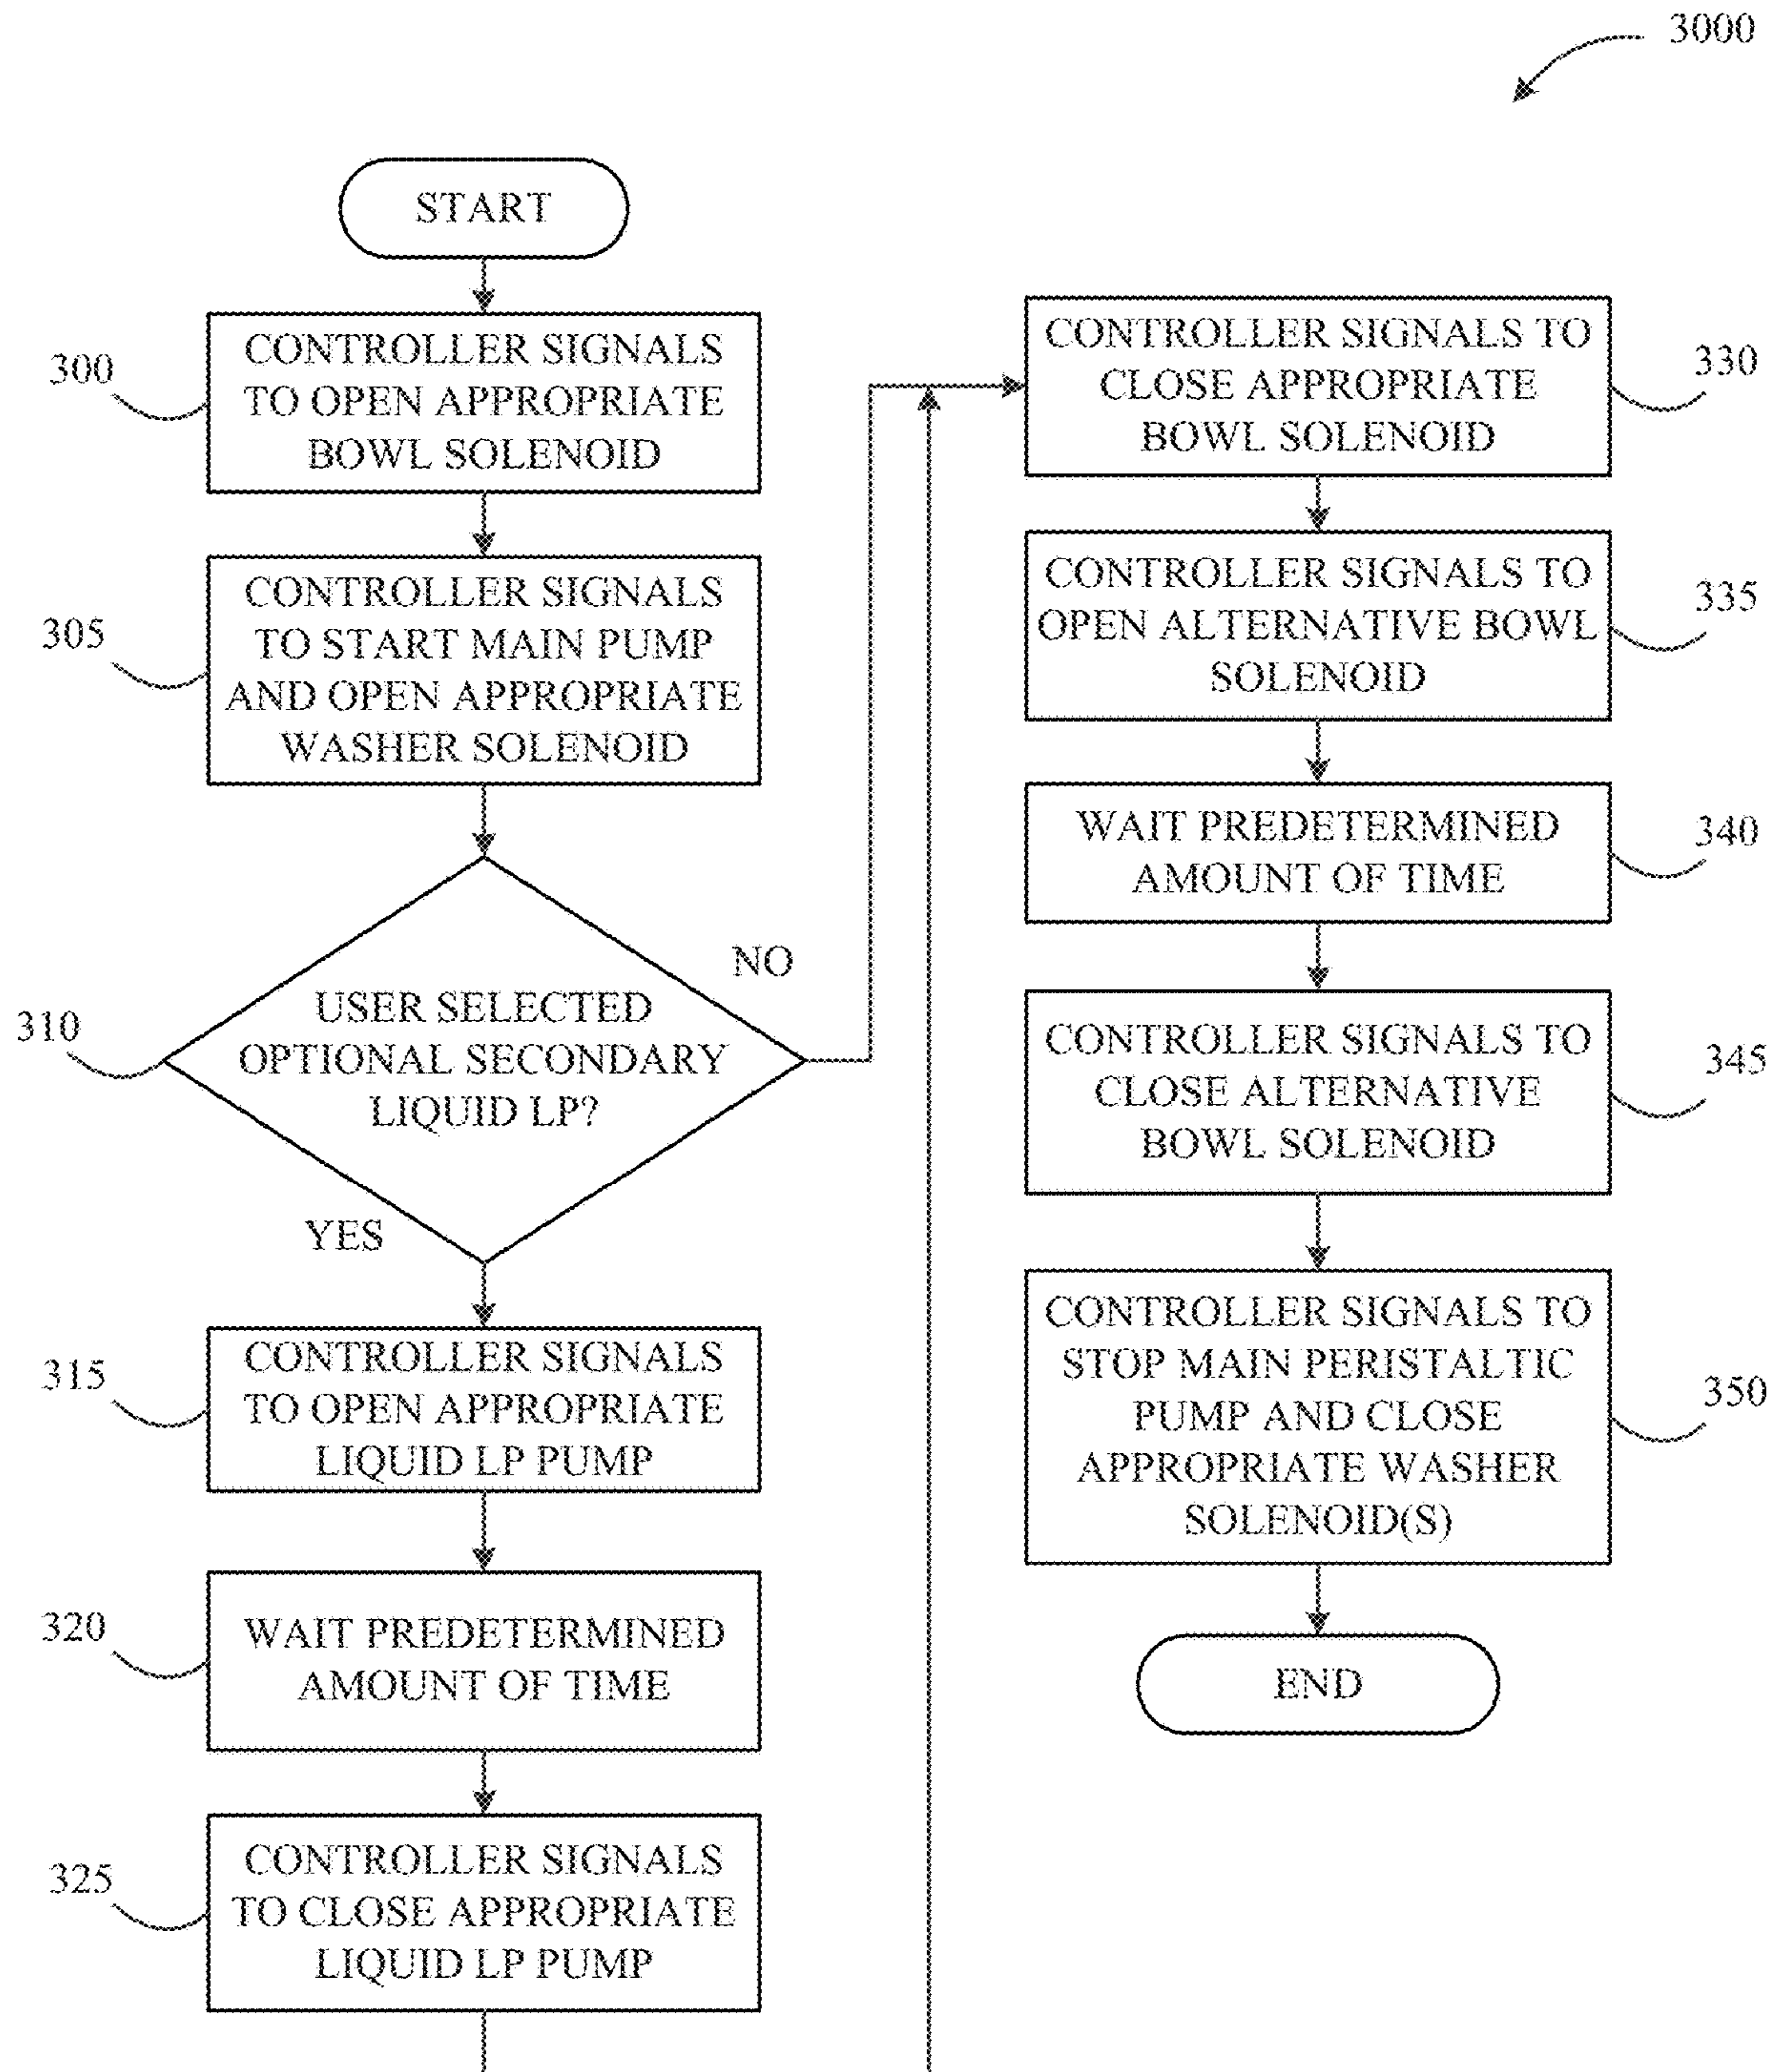 3000
START
300
CONTROLLER SIGNALS
TO OPEN APPROPRIATE
BOWL SOLENOID
305
CONTROLLER SIGNALS
TO START MAIN PUMP
AND OPEN APPROPRIATE
WASHER SOLENOID
310
USER SELECTED
OPTIONAL SECONDARY
LIQUID LP?
NO
YES
315
CONTROLLER SIGNALS
TO OPEN APPROPRIATE
LIQUID LP PUMP
320
WAIT PREDETERMINED
AMOUNT OF TIME
325
CONTROLLER SIGNALS
TO CLOSE APPROPRIATE
LIQUID LP PUMP
CONTROLLER SIGNALS TO
CLOSE APPROPRIATE
BOWL SOLENOID
330
CONTROLLER SIGNALS TO
OPEN ALTERNATIVE BOWL
SOLENOID
335
WAIT PREDETERMINED
AMOUNT OF TIME
340
CONTROLLER SIGNALS TO
CLOSE ALTERNATIVE
BOWL SOLENOID
345
CONTROLLER SIGNALS TO
STOP MAIN PERISTALTIC
PUMP AND CLOSE
APPROPRIATE WASHER
SOLENOID(S)
350
END